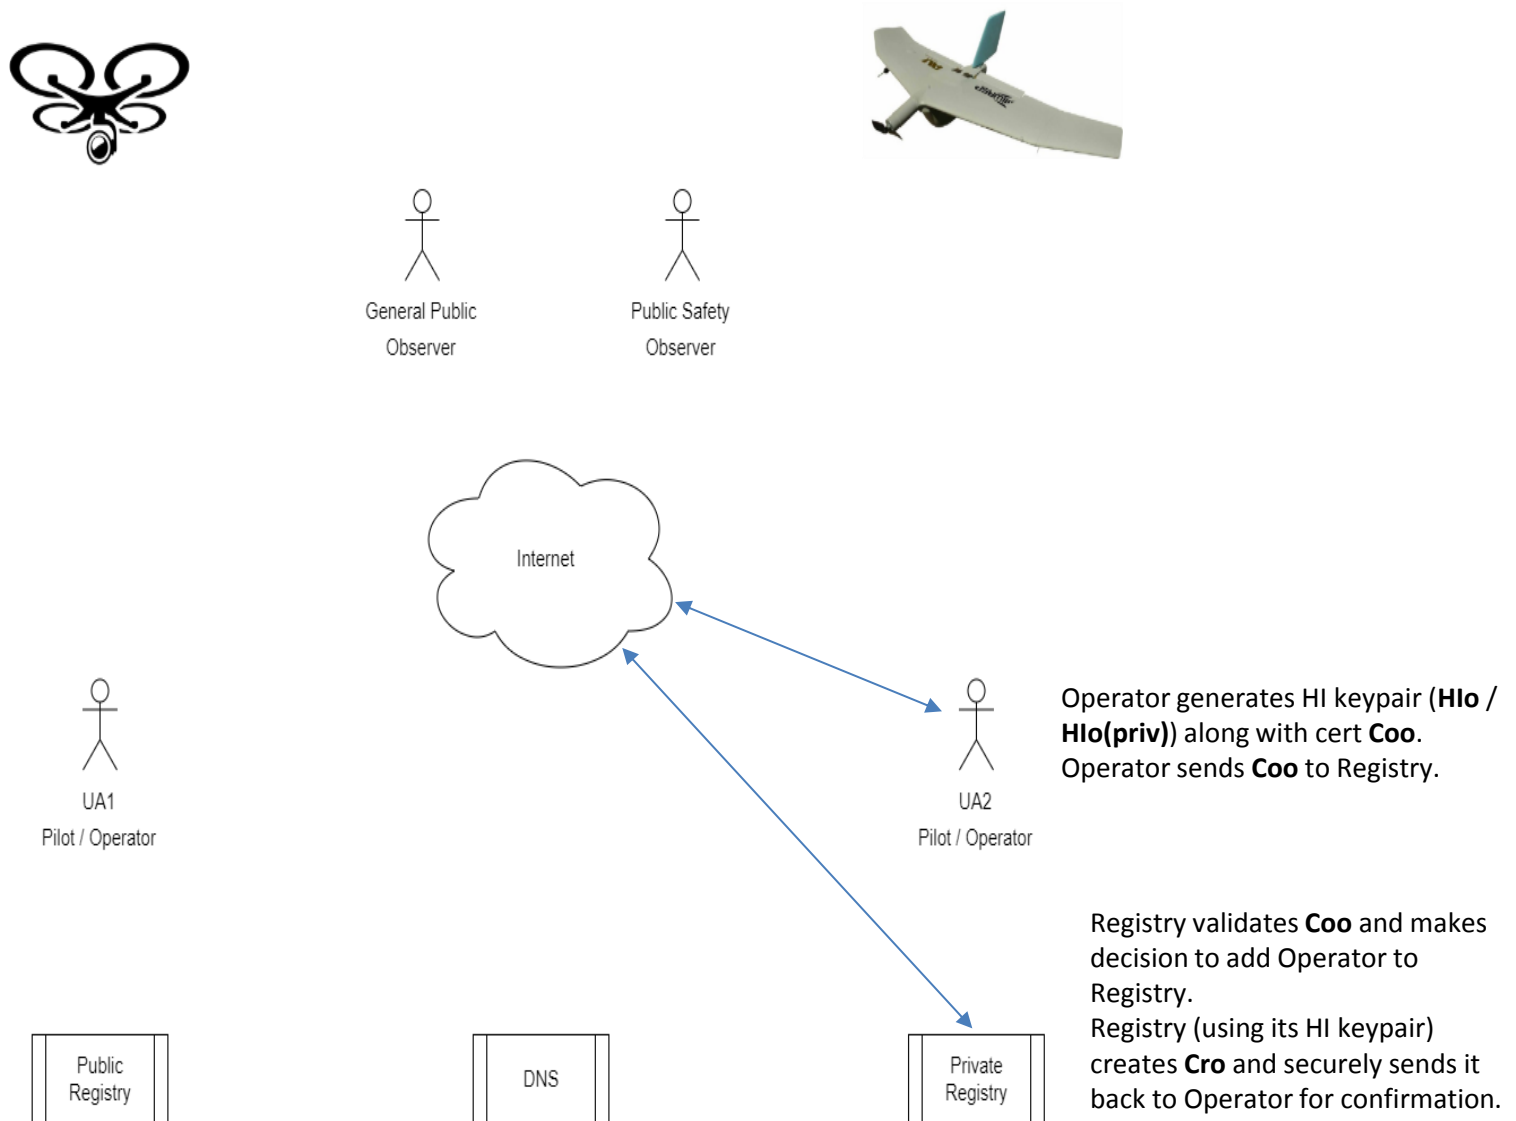 General Public
Observer
Public Safety
Observer
Internet
UA1
Pilot / Operator
UA2
Pilot / Operator
Operator generates HI keypair (HIo /
HIo(priv)) along with cert Coo.
Operator sends Coo to Registry.
Registry validates Coo and makes
decision to add Operator to
Registry.
Registry (using its HI keypair)
creates Cro and securely sends it
back to Operator for confirmation.
Public
Registry
DNS
Private
Registry